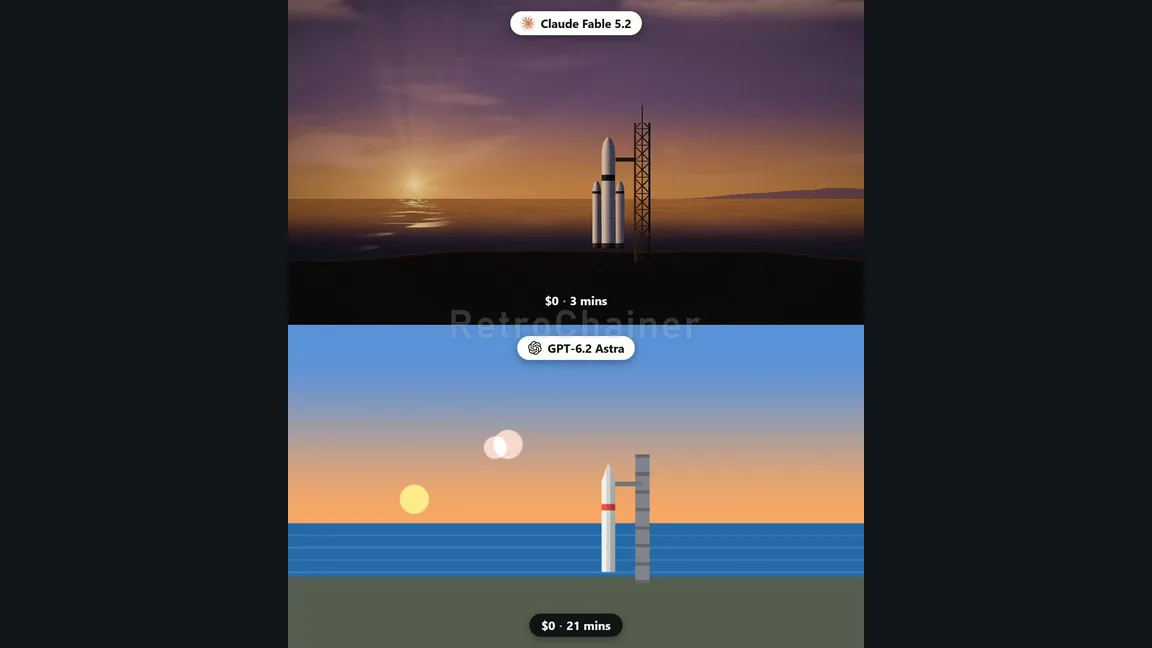 Claude Fable 5.2
$0 · 3 mins
RetroChainer
GPT-6.2 Astra
$0 · 21 mins